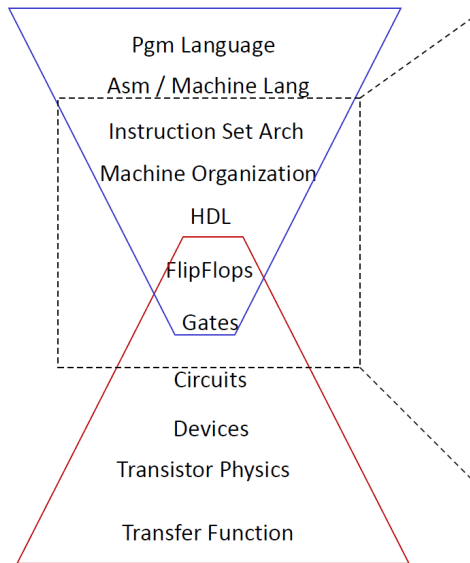 Pgm Language
Asm / Machine Lang
Instruction Set Arch
Machine Organization
HDL
FlipFlops
Gates
Circuits
Devices
Transistor Physics
Transfer Function